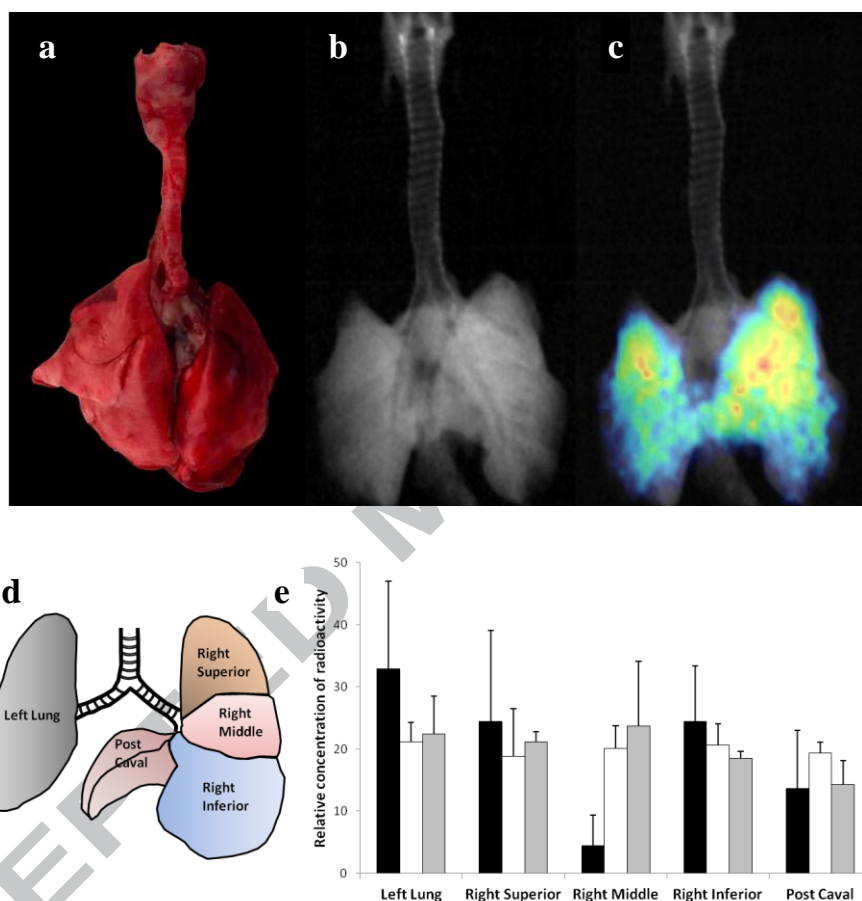 a
b
c
d
e
Left Lung
Right
Superior
Right
Middle
Post
Caval
Right
Inferior
Relative concentration of radioactivity
50
40
30
20
10
0
Left Lung
Right Superior
Right Middle
Right Inferior
Post Caval